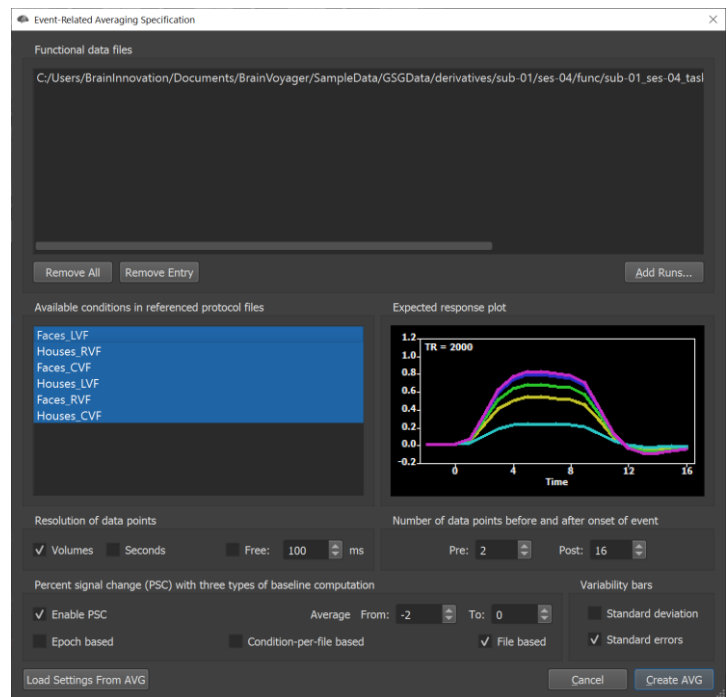 Event-Related Averaging Specification
Functional data files
C:/Users/BrainInnovation/Documents/BrainVoyager/SampleData/GSGData/derivatives/sub-01/ses-04/func/sub-01_ses-04_tas
Remove All Remove Entry Add Runs...
Available conditions in referenced protocol files
Faces_LVF
Houses_RVF
Faces_CVF
Houses_LVF
Faces_RVF
Houses_CVF
Expected response plot
TR = 2000
1.2
1.0
0.8
0.6
0.4
0.2
0.0
-0.2
0 4 8 12 16
Time
Resolution of data points
Volumes Seconds Free: 100 ms
Number of data points before and after onset of event
Pre: 2 Post: 16
Percent signal change (PSC) with three types of baseline computation
Enable PSC Average From: -2 To: 0
Epoch based Condition-per-file based File based
Variability bars
Standard deviation
Standard errors
Load Settings From AVG Cancel Create AVG